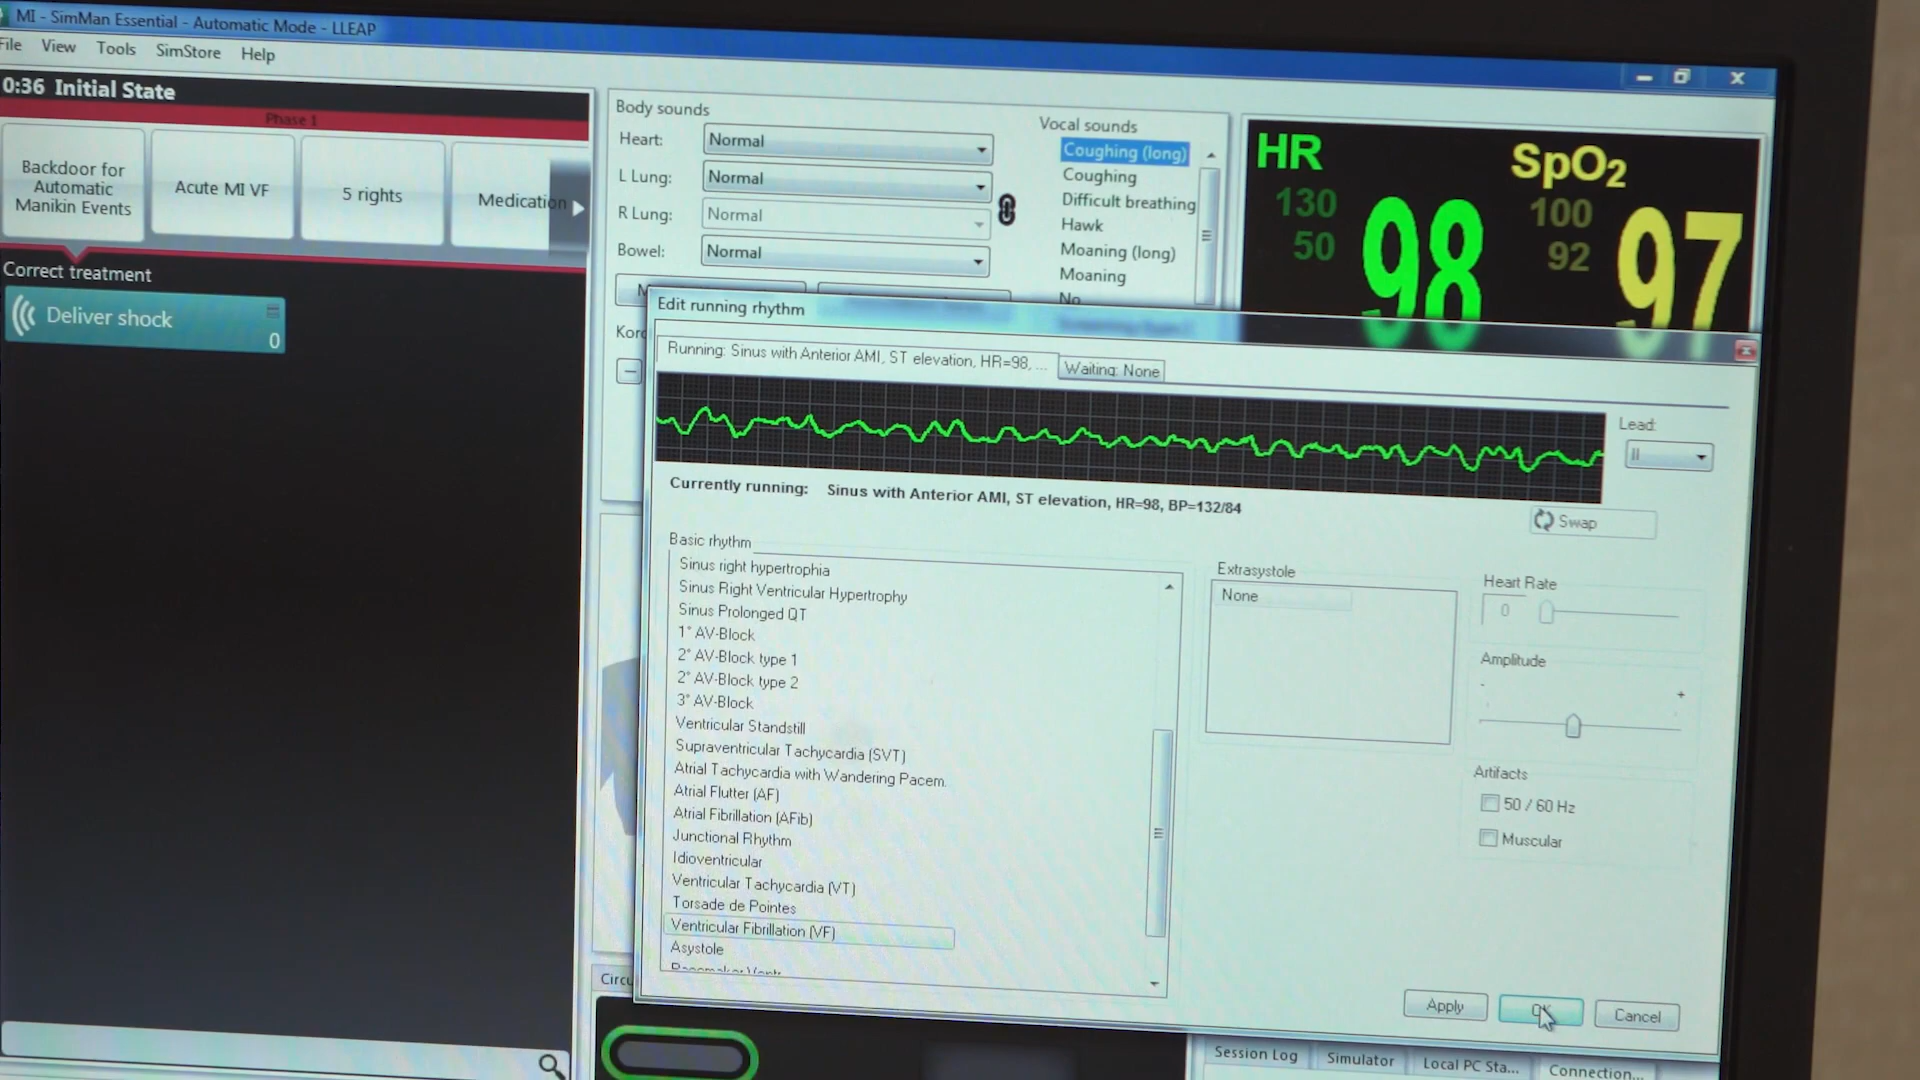 MI - SimMan Essential - Automatic Mode - LLEAP
File View Tools SimStore Help
0:36 Initial State
Phase 1
Backdoor for
Automatic
Manikin Events
Acute MI VF
5 rights
Medication
Correct treatment
Deliver shock
0
Body sounds
Heart: Normal
L Lung: Normal
R Lung: Normal
Bowel: Normal
Vocal sounds
Coughing (long)
Coughing
Difficult breathing
Hawk
Moaning (long)
Moaning
No
HR
130
50
98
SpO2
100
92
97
Edit running rhythm
Running: Sinus with Anterior AMI, ST elevation, HR=98, ...
Waiting: None
Lead:
II
Currently running: Sinus with Anterior AMI, ST elevation, HR=98, BP=132/84
Swap
Basic rhythm
Sinus right hypertrophia
Sinus Right Ventricular Hypertrophy
Sinus Prolonged QT
1° AV-Block
2° AV-Block type 1
2° AV-Block type 2
3° AV-Block
Ventricular Standstill
Supraventricular Tachycardia (SVT)
Atrial Tachycardia with Wandering Pacem.
Atrial Flutter (AF)
Atrial Fibrillation (AFib)
Junctional Rhythm
Idioventricular
Ventricular Tachycardia (VT)
Torsade de Pointes
Ventricular Fibrillation (VF)
Asystole
Extrasystole
None
Heart Rate
0
Amplitude
- +
Artifacts
50 / 60 Hz
Muscular
Apply
OK
Cancel
Circu
Session Log
Simulator
Local PC Sta...
Connection...